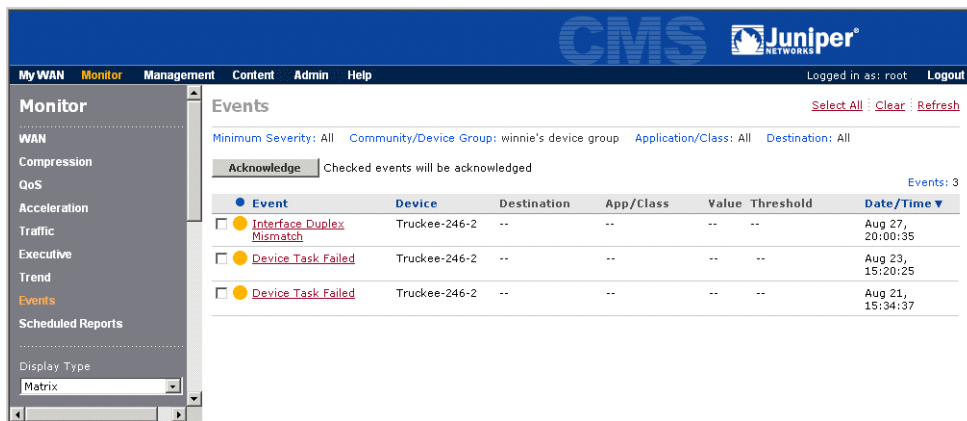 CMS Juniper®
NETWORKS
My WAN Monitor Management Content Admin Help Logged in as: root Logout
Monitor
WAN
Compression
QoS
Acceleration
Traffic
Executive
Trend
Events
Scheduled Reports
Display Type
Matrix
Events Select All Clear Refresh
Minimum Severity: All Community/Device Group: winnie's device group Application/Class: All Destination: All
Acknowledge Checked events will be acknowledged
Events: 3
Event Device Destination App/Class Value Threshold Date/Time ▼
Interface Duplex Truckee-246-2 -- -- -- -- Aug 27,
Mismatch 20:00:35
Device Task Failed Truckee-246-2 -- -- -- -- Aug 23,
15:20:25
Device Task Failed Truckee-246-2 -- -- -- -- Aug 21,
15:34:37